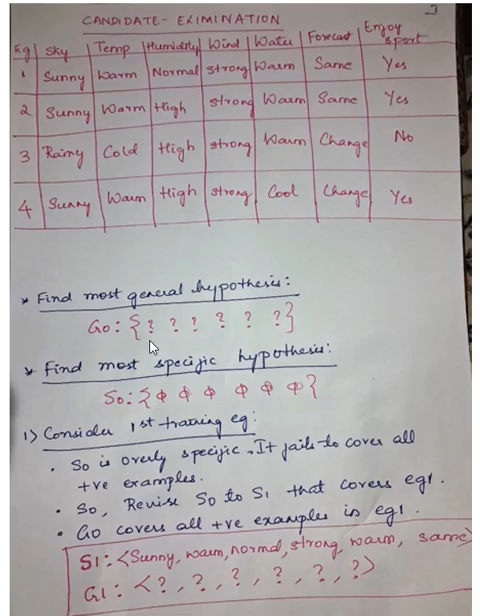 CANDIDATE - EXIMINATION
Eg Sky Temp Humidity Wind Water Forecast Enjoy sport
1 Sunny Warm Normal strong Warm Same Yes
2 Sunny Warm High strong Warm Same Yes
3 Rainy Cold High strong Warm Change No
4 Sunny Warm High strong Cool Change Yes
* Find most general hypothesis:
G0: {? ? ? ? ? ?}
* Find most specific hypothesis:
S0: {Φ Φ Φ Φ Φ Φ}
1) Consider 1st training eg:
• S0 is overly specific. It fails to cover all
+ve examples.
• So, Revise S0 to S1 that covers eg1.
• G0 covers all +ve examples in eg1.
S1: <Sunny, warm, normal, strong, warm, same>
G1: <?, ?, ?, ?, ?, ?>